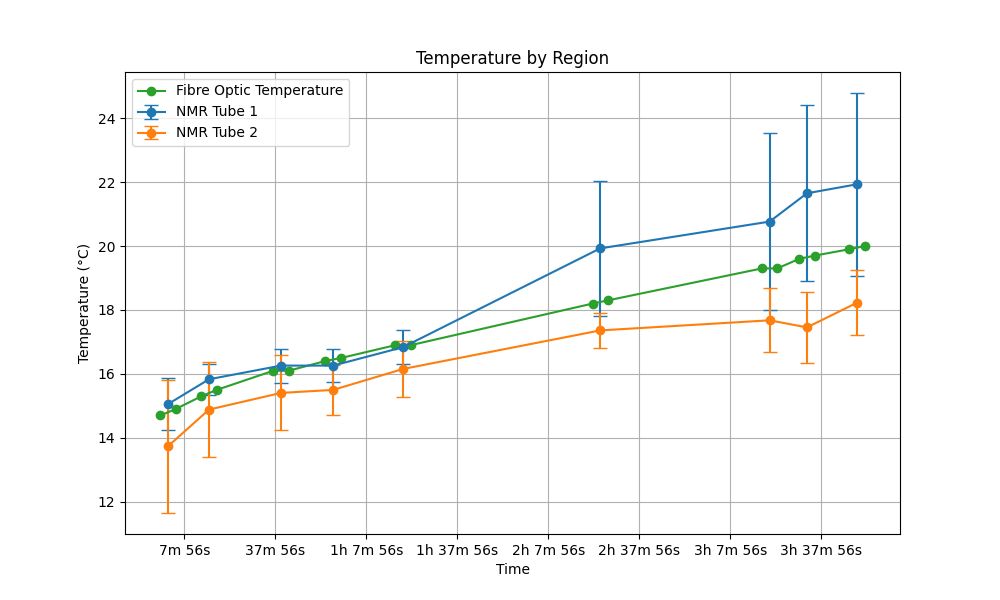 Temperature by Region
Fibre Optic Temperature
NMR Tube 1
NMR Tube 2
Temperature (°C)
24
22
20
18
16
14
12
7m 56s 37m 56s 1h 7m 56s 1h 37m 56s 2h 7m 56s 2h 37m 56s 3h 7m 56s 3h 37m 56s
Time